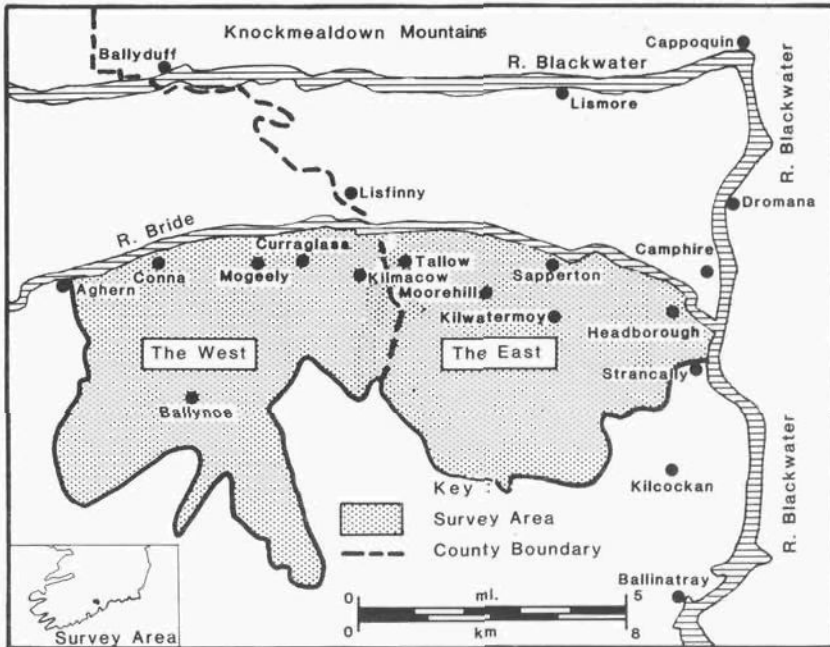 Knockmealdown Mountains
Ballyduff
Cappoquin
R. Blackwater
Lismore
R. Blackwater
Lisfinny
Dromana
R. Bride
Curraglasa
Camphire
Conna
Mogeely
Tallow
Sapperton
Aghern
Kilmacow
Moorehill
Kilwatermoy
Headborough
The West
The East
Strancally
Ballynoe
Kilcockan
Key :
Survey Area
County Boundary
R. Blackwater
Ballinatray
0 ml. 5
0 km 8
Survey Area